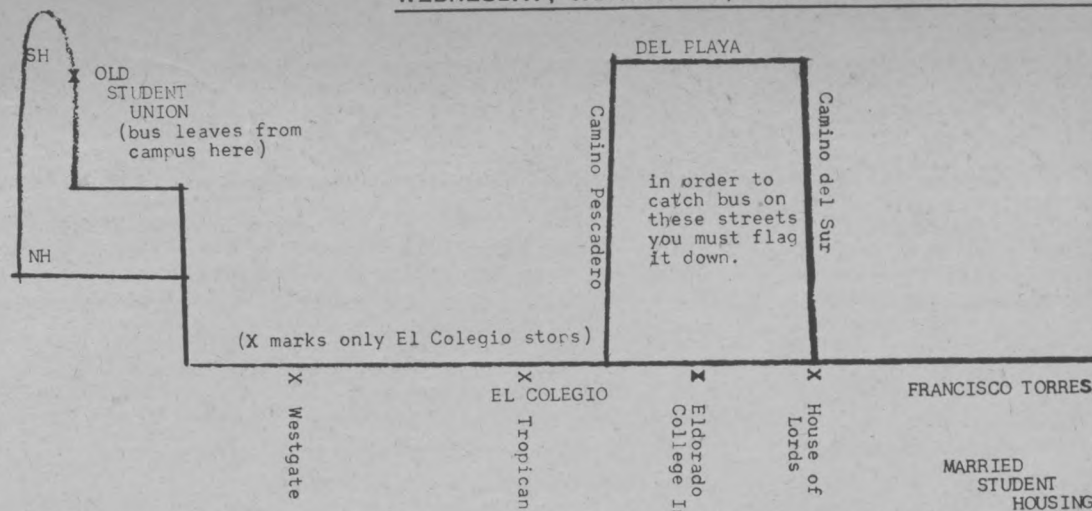 SH
OLD
STUDENT
UNION
(bus leaves from
campus here)
NH
DEL PLAYA
Camino Pescadero
in order to
catch bus on
these streets
you must flag
it down.
Camino del Sur
(X marks only El Colegio stors)
X
X
X
X
X
EL COLEGIO
FRANCISCO TORRES
Westgate
Tropican
Eldorado
College I
House of
Lords
MARRIED
STUDENT
HOUSING